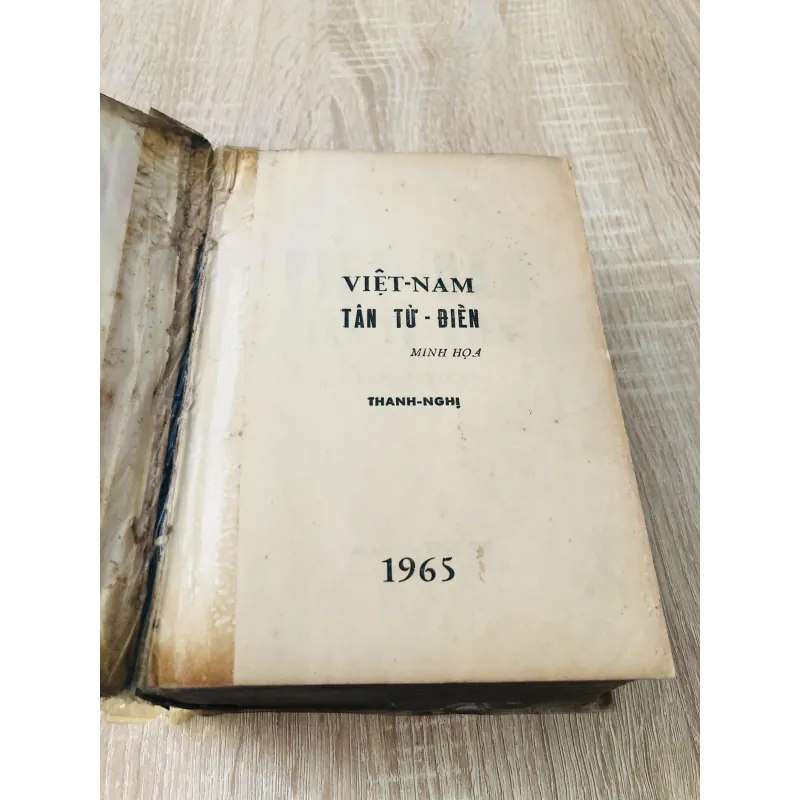 VIỆT-NAM
TÂN TỪ-ĐIỂN
MINH HỌA
THANH-NGHỊ
1965